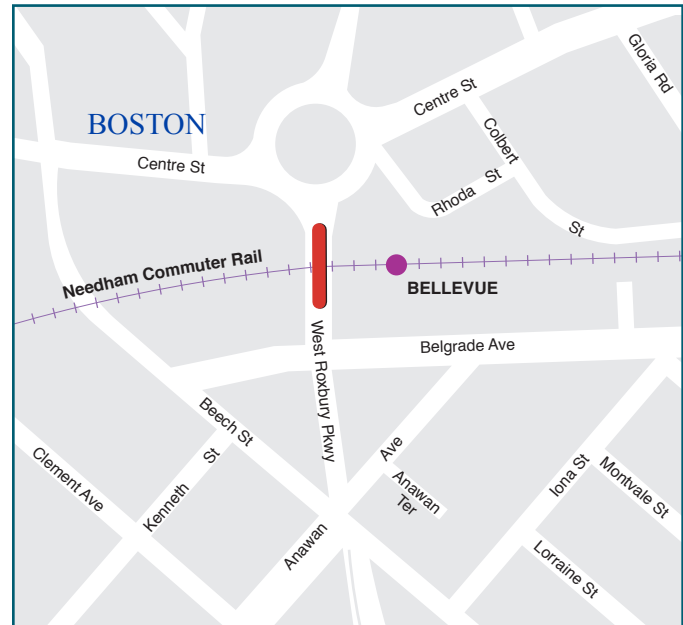 Gloria Rd
Centre St
BOSTON
Colbert
St
Centre St
Rhoda St
Needham Commuter Rail
BELLEVUE
West Roxbury Pkwy
Belgrade Ave
Beech St
Kenneth St
Clement Ave
Anawan Ave
Anawan
Ter
Iona St
Montvale St
Lorraine St